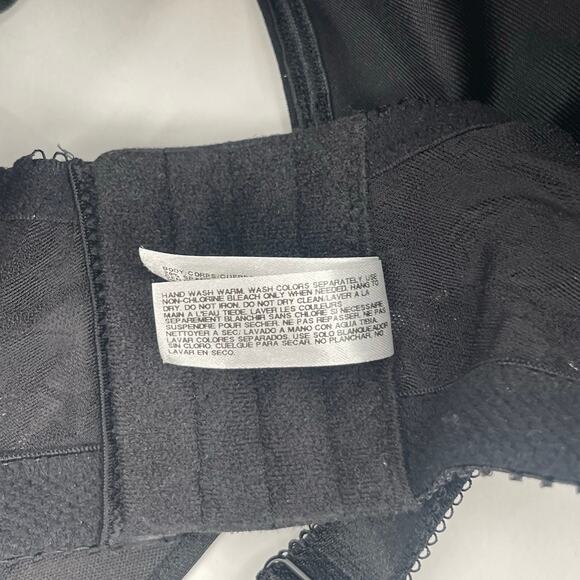 BODY/CORPS/CUERPO
HAND WASH WARM, WASH COLORS SEPARATELY. USE
NON-CHLORINE BLEACH ONLY WHEN NEEDED. HANG TO
DRY. DO NOT IRON. DO NOT DRY CLEAN/LAVER A LA
MAIN A L'EAU TIEDE, LAVER LES COULEURS
SEPAREMENT BLANCHIR SANS CHLORE SI NECESSAIRE
SUSPENDRE POUR SECHER. NE PAS REPASSER. NE PAS
NETTOYER A SEC/ LAVADO A MANO CON AGUA TIBIA.
LAVAR COLORES SEPARADOS. USE SOLO BLANQUEADOR
SIN CLORO, CUELGUE PARA SECAR. NO PLANCHAR, NO
LAVAR EN SECO.